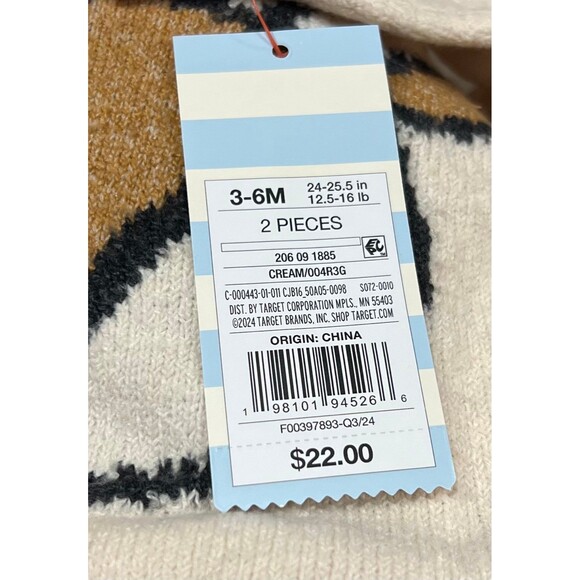 3-6M 24-25.5 in
12.5-16 lb
2 PIECES
206 09 1885
CREAM/004R3G
C-000443-01-011 CJB16_50A05-0098 S072-0010
DIST. BY TARGET CORPORATION MPLS., MN 55403
©2024 TARGET BRANDS, INC. SHOP TARGET.COM
ORIGIN: CHINA
1 98101 94526 6
F00397893-Q3/24
$22.00